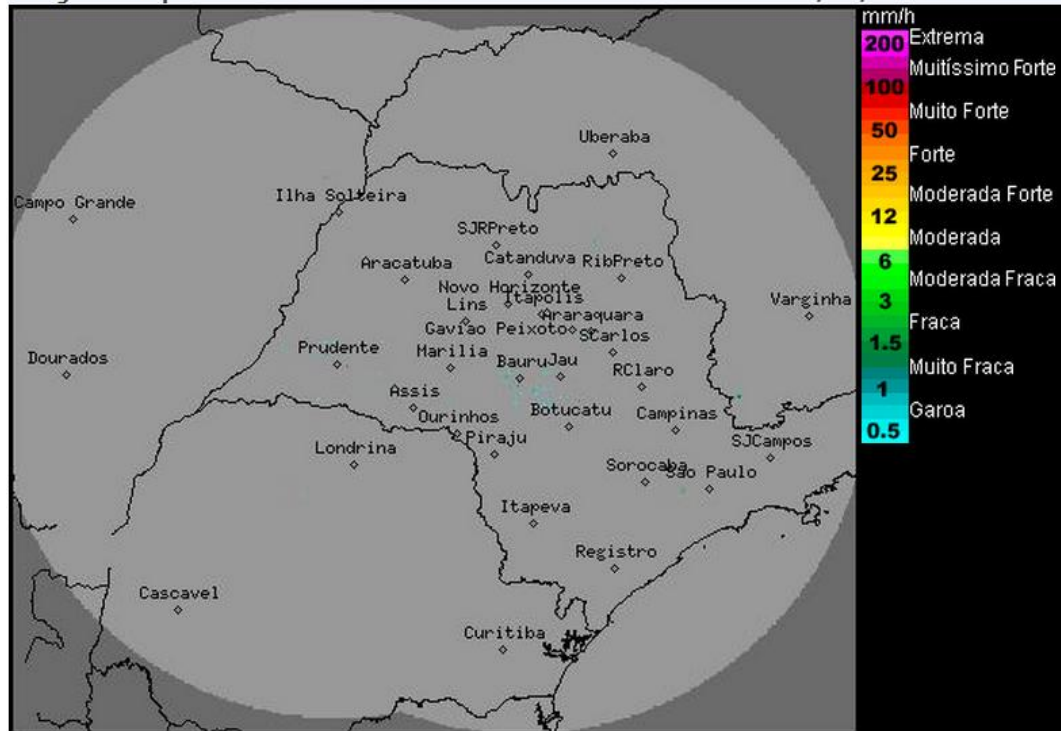 mm/h
200 Extrema
Muitíssimo Forte
100
Muito Forte
50
Forte
25
Moderada Forte
12
Moderada
6
Moderada Fraca
3
Fraca
1.5
Muito Fraca
1
Garoa
0.5
Uberaba
Ilha Solteira
Campo Grande
SJRPreto
Catanduva
RibPreto
Aracatuba
Novo Horizonte
Lins
Itapolis
Varginha
Araraquara
Gaviao Peixoto
SCarlos
Prudente
Marilia
Dourados
Bauru
Jau
RClaro
Assis
Botucatu
Campinas
Ourinhos
Piraju
SJCampos
Londrina
Sorocaba
Sao Paulo
Itapeva
Registro
Cascavel
Curitiba